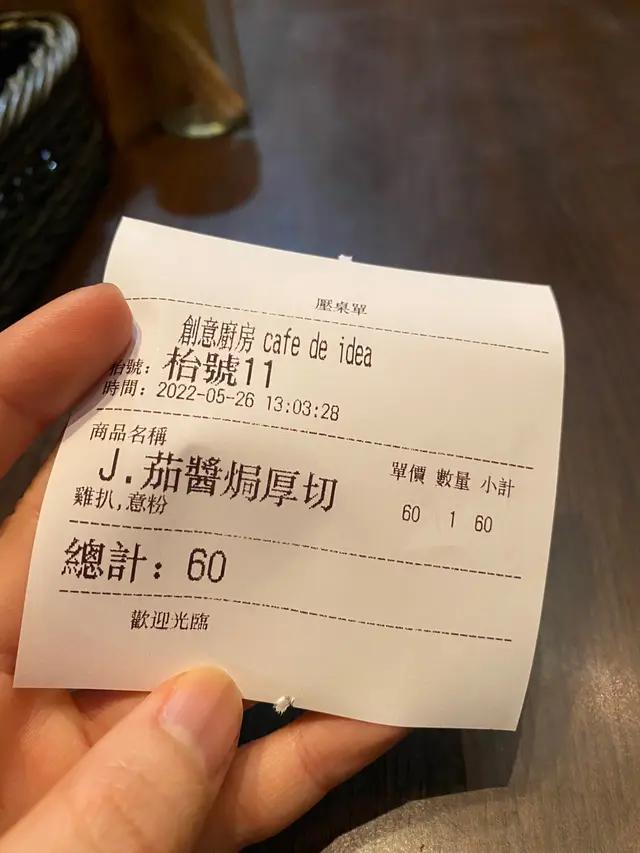 壓桌單
創意廚房 cafe de idea
枱號：枱號11
時間：2022-05-26 13:03:28
商品名稱 單價 數量 小計
J.茄醬焗厚切 60 1 60
雞扒,意粉
總計：60
歡迎光臨